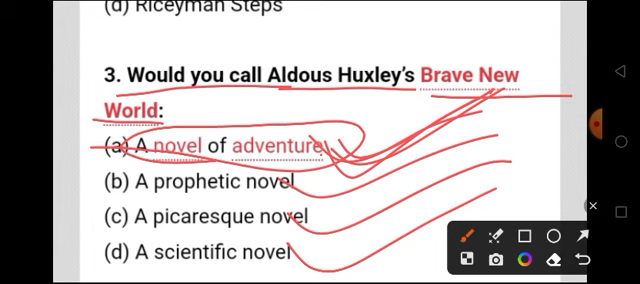 (d) Riceyman Steps
3. Would you call Aldous Huxley's Brave New
World:
(a) A novel of adventure
(b) A prophetic novel
(c) A picaresque novel
(d) A scientific novel